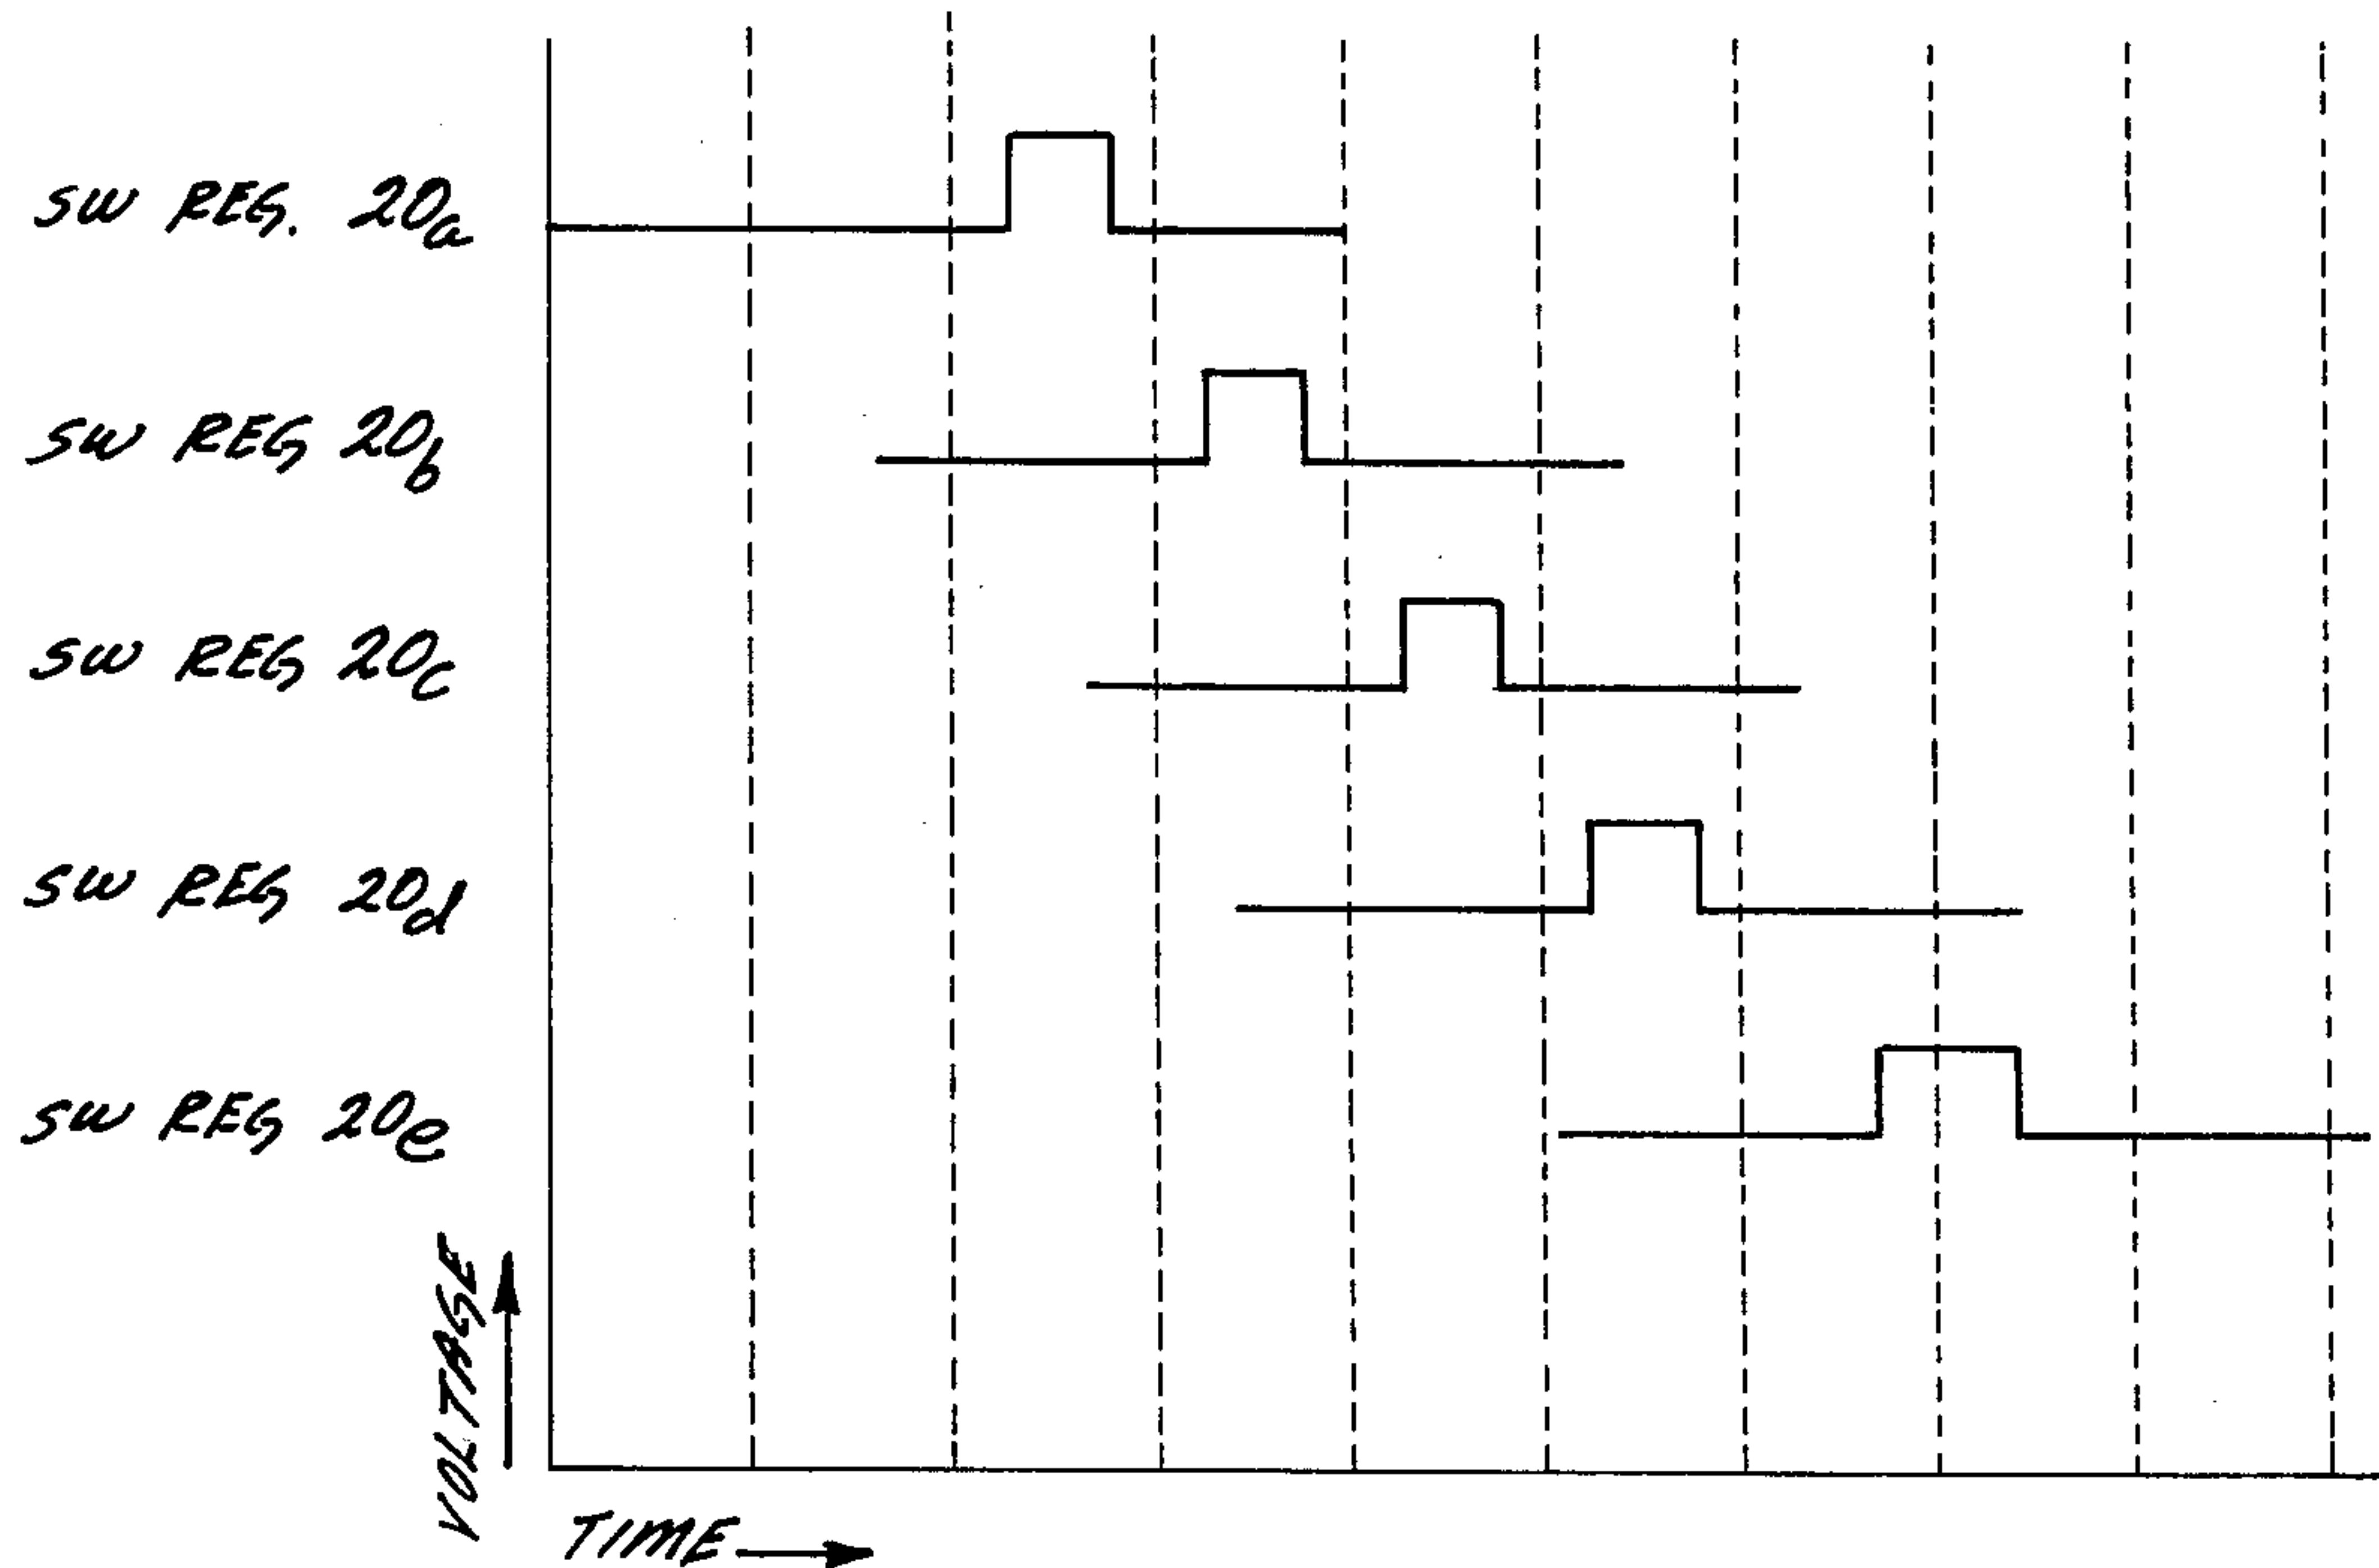 SW REG. 20a
SW REG 20b
SW REG 20c
SW REG 20d
SW REG 20e
VOLTAGE
TIME